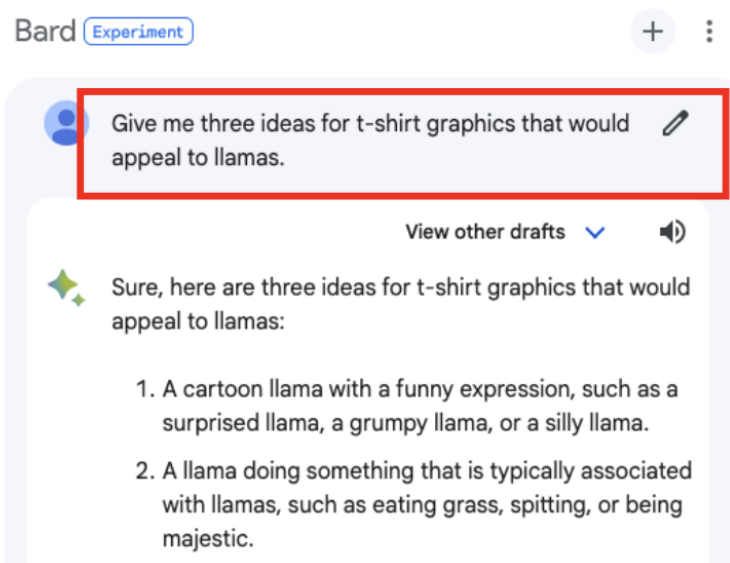 Bard Experiment
Give me three ideas for t-shirt graphics that would
appeal to llamas.
View other drafts
Sure, here are three ideas for t-shirt graphics that would
appeal to llamas:
1. A cartoon llama with a funny expression, such as a
surprised llama, a grumpy llama, or a silly llama.
2. A llama doing something that is typically associated
with llamas, such as eating grass, spitting, or being
majestic.